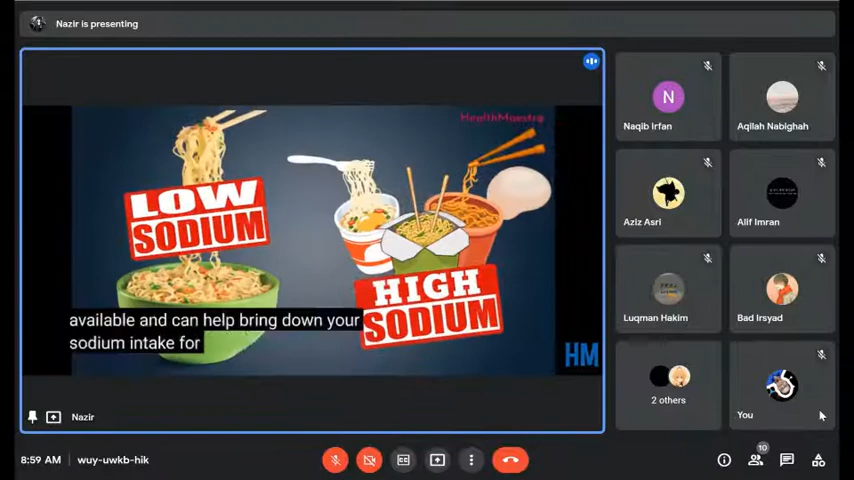 Nazir is presenting
HealthMaestro
LOW
SODIUM
HIGH
SODIUM
available and can help bring down your
sodium intake for
HM
Nazir
N
Naqib Irfan
Aqilah Nabighah
Aziz Asri
Alif Imran
Luqman Hakim
Bad Irsyad
2 others
You
8:59 AM
wuy-uwkb-hik
10